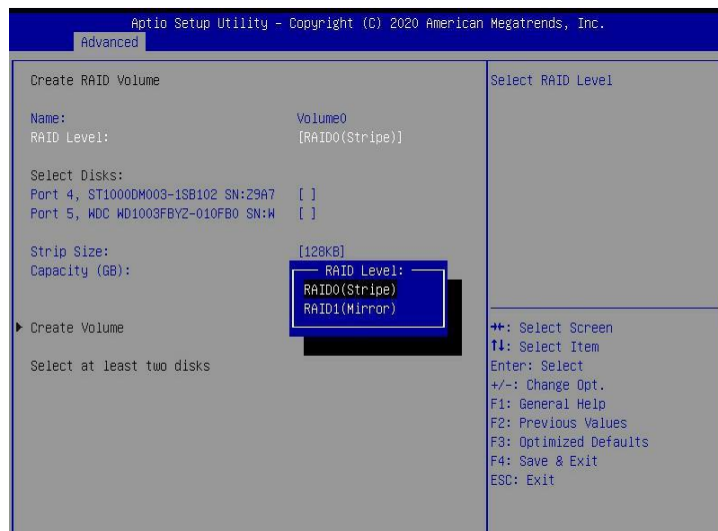 Aptio Setup Utility – Copyright (C) 2020 American Megatrends, Inc.
Advanced
Create RAID Volume
Name: Volume0
RAID Level: [RAID0(Stripe)]
Select Disks:
Port 4, ST1000DM003-1SB102 SN:Z9A7 [ ]
Port 5, WDC WD1003FBYZ-010FB0 SN:W [ ]
Strip Size: [128KB]
Capacity (GB):
RAID Level:
RAID0(Stripe)
RAID1(Mirror)
Create Volume
Select at least two disks
Select RAID Level
→←: Select Screen
↑↓: Select Item
Enter: Select
+/-: Change Opt.
F1: General Help
F2: Previous Values
F3: Optimized Defaults
F4: Save & Exit
ESC: Exit